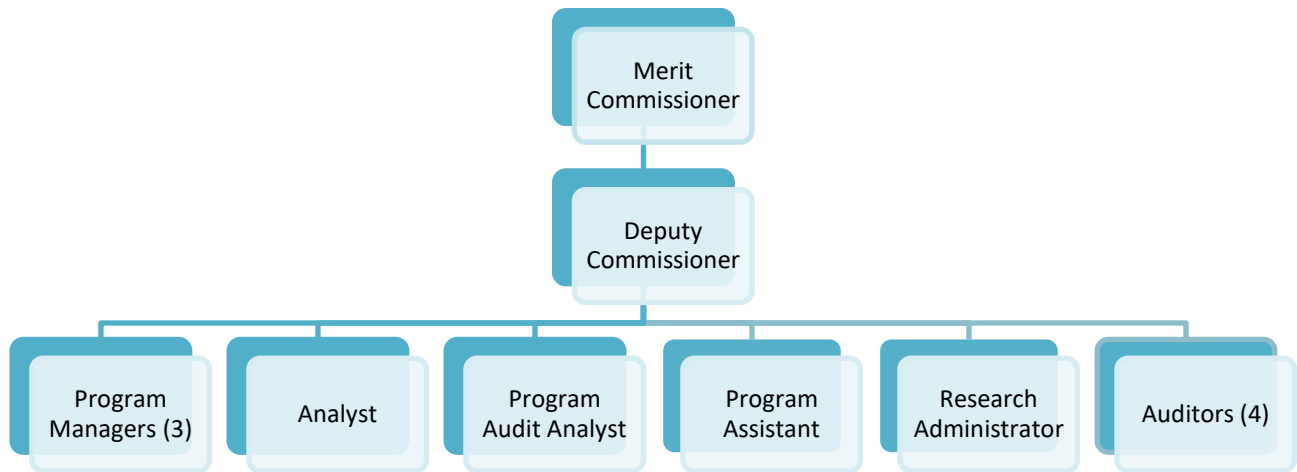 Merit
Commissioner
Deputy
Commissioner
Program
Managers (3)
Analyst
Program
Audit Analyst
Program
Assistant
Research
Administrator
Auditors (4)